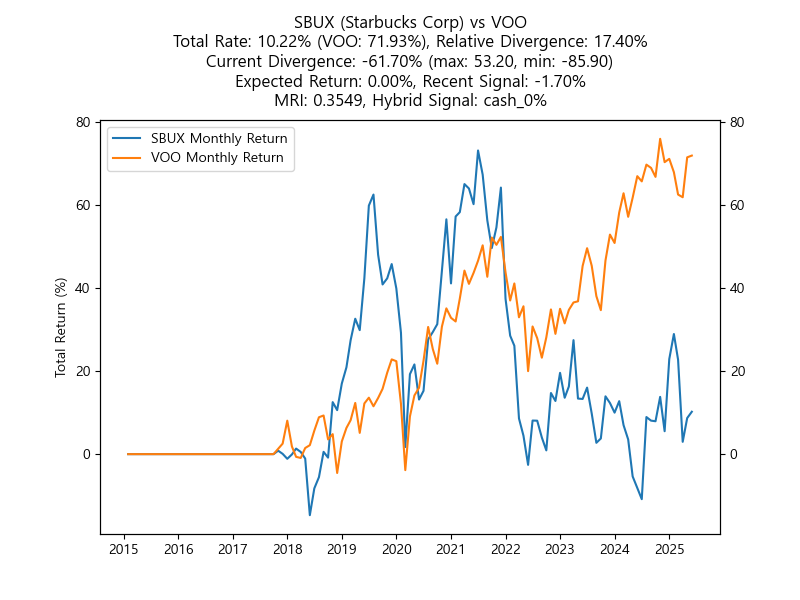 SBUX (Starbucks Corp) vs VOO
Total Rate: 10.22% (VOO: 71.93%), Relative Divergence: 17.40%
Current Divergence: -61.70% (max: 53.20, min: -85.90)
Expected Return: 0.00%, Recent Signal: -1.70%
MRI: 0.3549, Hybrid Signal: cash_0%
SBUX Monthly Return
VOO Monthly Return
Total Return (%)
80
60
40
20
0
80
60
40
20
0
2015 2016 2017 2018 2019 2020 2021 2022 2023 2024 2025